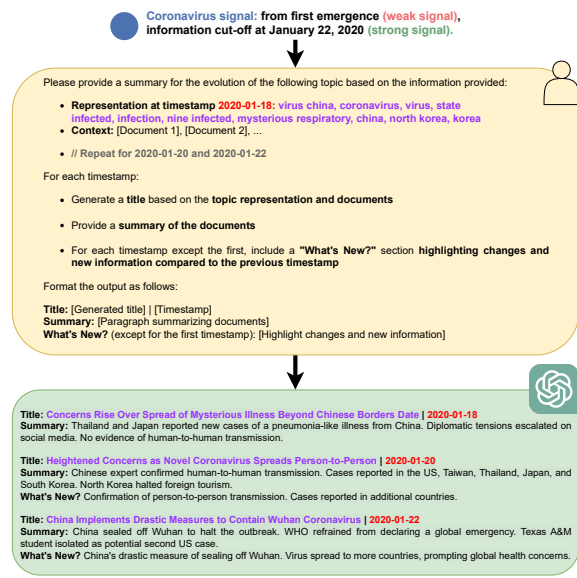 Coronavirus signal: from first emergence (weak signal),
information cut-off at January 22, 2020 (strong signal).
Please provide a summary for the evolution of the following topic based on the information provided:
• Representation at timestamp 2020-01-18: virus china, coronavirus, virus, state
infected, infection, nine infected, mysterious respiratory, china, north korea, korea
• Context: [Document 1], [Document 2], ...
• // Repeat for 2020-01-20 and 2020-01-22
For each timestamp:
• Generate a title based on the topic representation and documents
• Provide a summary of the documents
• For each timestamp except the first, include a "What's New?" section highlighting changes and
new information compared to the previous timestamp
Format the output as follows:
Title: [Generated title] | [Timestamp]
Summary: [Paragraph summarizing documents]
What's New? (except for the first timestamp): [Highlight changes and new information]
Title: Concerns Rise Over Spread of Mysterious Illness Beyond Chinese Borders Date | 2020-01-18
Summary: Thailand and Japan reported new cases of a pneumonia-like illness from China. Diplomatic tensions escalated on
social media. No evidence of human-to-human transmission.
Title: Heightened Concerns as Novel Coronavirus Spreads Person-to-Person | 2020-01-20
Summary: Chinese expert confirmed human-to-human transmission. Cases reported in the US, Taiwan, Thailand, Japan, and
South Korea. North Korea halted foreign tourism.
What's New? Confirmation of person-to-person transmission. Cases reported in additional countries.
Title: China Implements Drastic Measures to Contain Wuhan Coronavirus | 2020-01-22
Summary: China sealed off Wuhan to halt the outbreak. WHO refrained from declaring a global emergency. Texas A&M
student isolated as potential second US case.
What's New? China's drastic measure of sealing off Wuhan. Virus spread to more countries, prompting global health concerns.